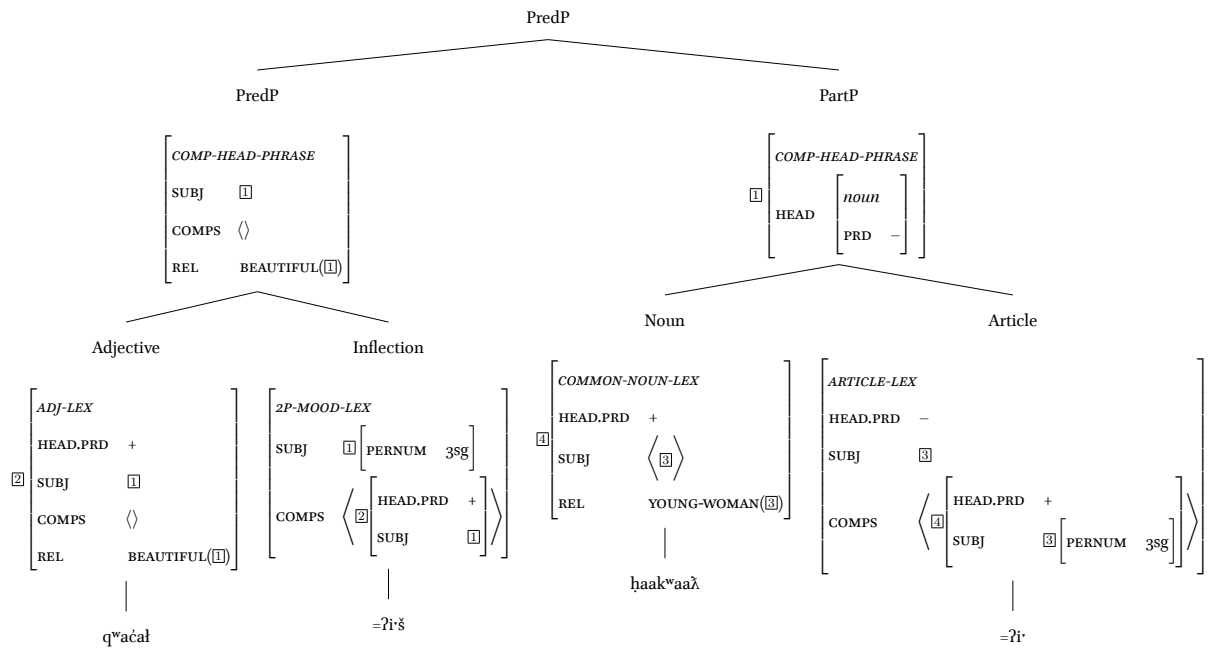 PredP
PredP
COMP-HEAD-PHRASE
SUBJ 1
COMPS ⟨⟩
REL BEAUTIFUL(1)
PartP
1
COMP-HEAD-PHRASE
HEAD
noun
PRD −
Adjective
2
ADJ-LEX
HEAD.PRD +
SUBJ 1
COMPS ⟨⟩
REL BEAUTIFUL(1)
qʷac̓ał
Inflection
2P-MOOD-LEX
SUBJ 1 [PERNUM 3sg]
COMPS ⟨2
HEAD.PRD +
SUBJ 1⟩
=ʔi·š
Noun
4
COMMON-NOUN-LEX
HEAD.PRD +
SUBJ ⟨3⟩
REL YOUNG-WOMAN(3)
ḥaakʷaaƛ̓
Article
ARTICLE-LEX
HEAD.PRD −
SUBJ 3
COMPS ⟨4
HEAD.PRD +
SUBJ 3 [PERNUM 3sg]⟩
=ʔi·